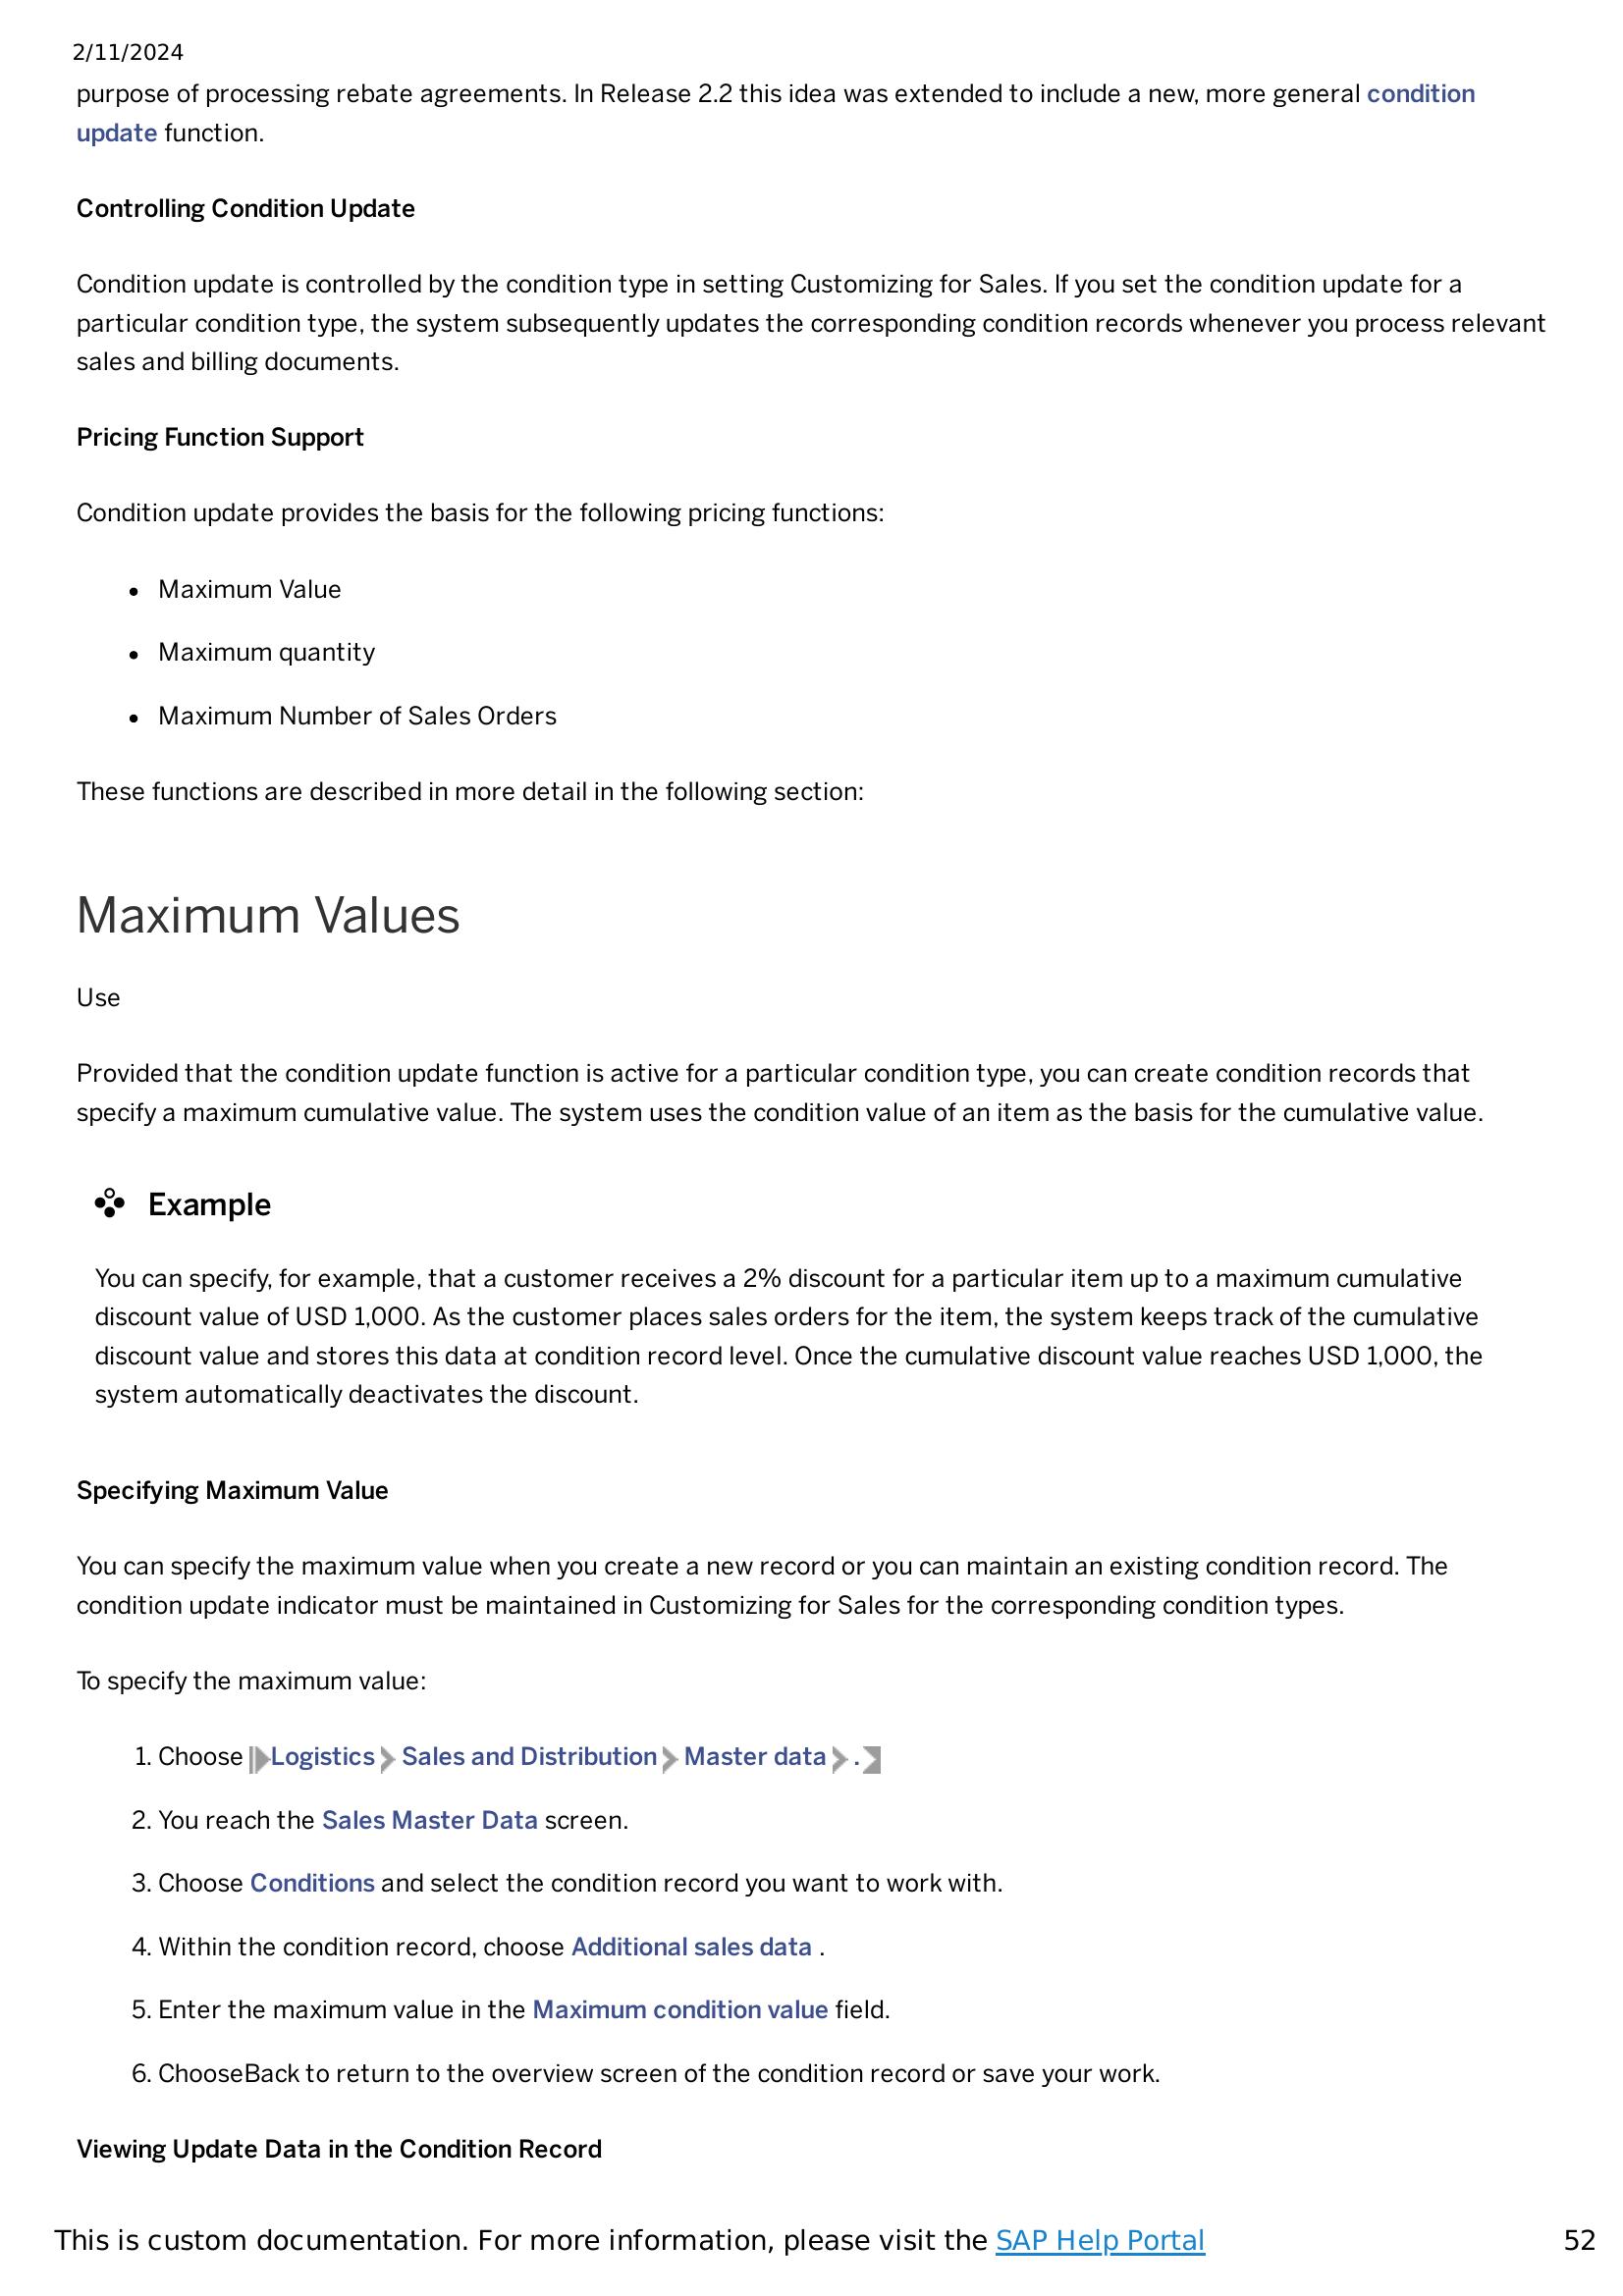 2/11/2024
purpose of processing rebate agreements. In Release 2.2 this idea was extended to include a new, more general condition
update function.
Controlling Condition Update
Condition update is controlled by the condition type in setting Customizing for Sales. If you set the condition update for a
particular condition type, the system subsequently updates the corresponding condition records whenever you process relevant
sales and billing documents.
Pricing Function Support
Condition update provides the basis for the following pricing functions:
• Maximum Value
• Maximum quantity
• Maximum Number of Sales Orders
These functions are described in more detail in the following section:
Maximum Values
Use
Provided that the condition update function is active for a particular condition type, you can create condition records that
specify a maximum cumulative value. The system uses the condition value of an item as the basis for the cumulative value.
Example
You can specify, for example, that a customer receives a 2% discount for a particular item up to a maximum cumulative
discount value of USD 1,000. As the customer places sales orders for the item, the system keeps track of the cumulative
discount value and stores this data at condition record level. Once the cumulative discount value reaches USD 1,000, the
system automatically deactivates the discount.
Specifying Maximum Value
You can specify the maximum value when you create a new record or you can maintain an existing condition record. The
condition update indicator must be maintained in Customizing for Sales for the corresponding condition types.
To specify the maximum value:
1. Choose Logistics Sales and Distribution Master data .
2. You reach the Sales Master Data screen.
3. Choose Conditions and select the condition record you want to work with.
4. Within the condition record, choose Additional sales data .
5. Enter the maximum value in the Maximum condition value field.
6. ChooseBack to return to the overview screen of the condition record or save your work.
Viewing Update Data in the Condition Record
This is custom documentation. For more information, please visit the SAP Help Portal 52